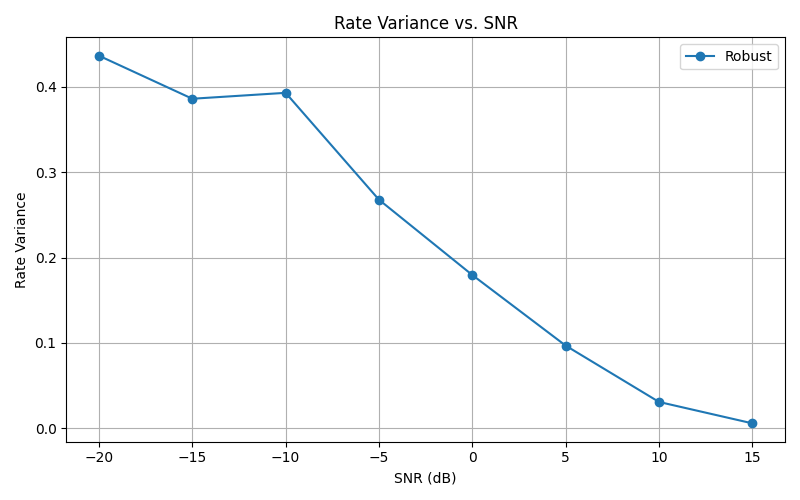 Rate Variance vs. SNR
Robust
Rate Variance
0.4
0.3
0.2
0.1
0.0
−20 −15 −10 −5 0 5 10 15
SNR (dB)